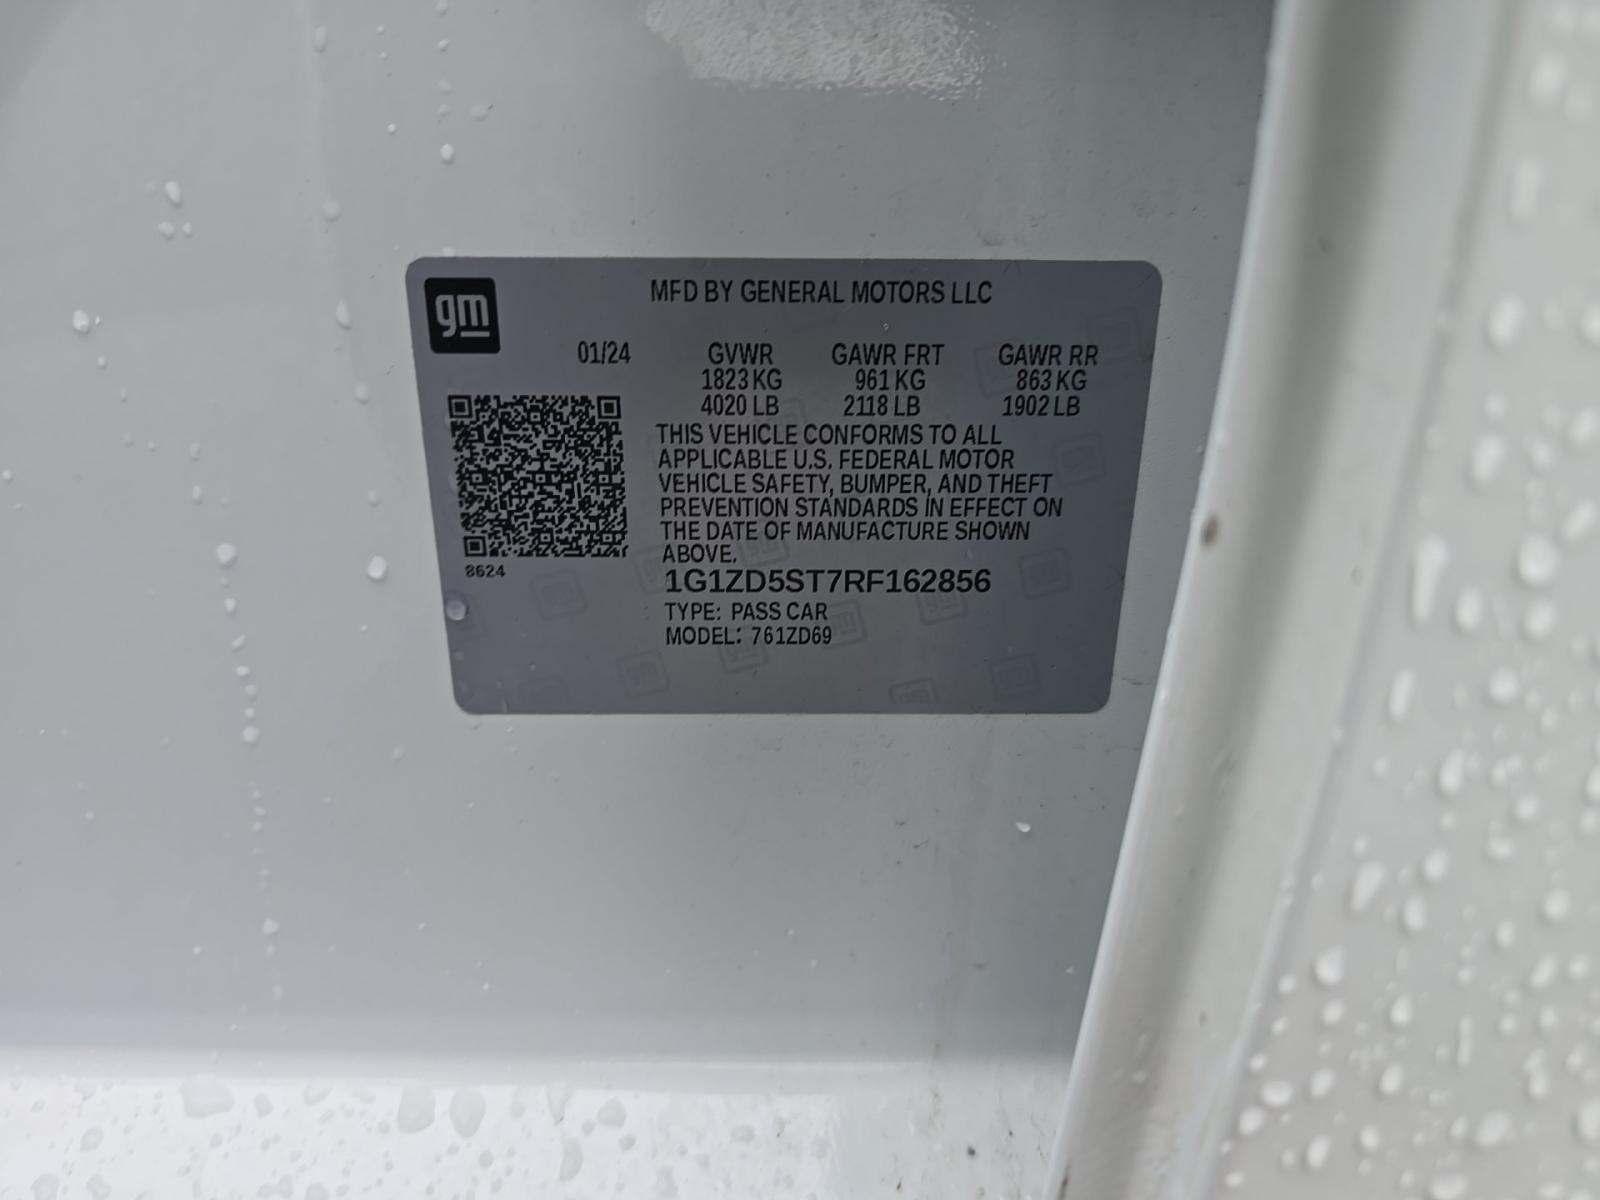 gm
MFD BY GENERAL MOTORS LLC
01/24 GVWR GAWR FRT GAWR RR
1823 KG 961 KG 863 KG
4020 LB 2118 LB 1902 LB
THIS VEHICLE CONFORMS TO ALL
APPLICABLE U.S. FEDERAL MOTOR
VEHICLE SAFETY, BUMPER, AND THEFT
PREVENTION STANDARDS IN EFFECT ON
THE DATE OF MANUFACTURE SHOWN
ABOVE.
8624
1G1ZD5ST7RF162856
TYPE: PASS CAR
MODEL: 761ZD69